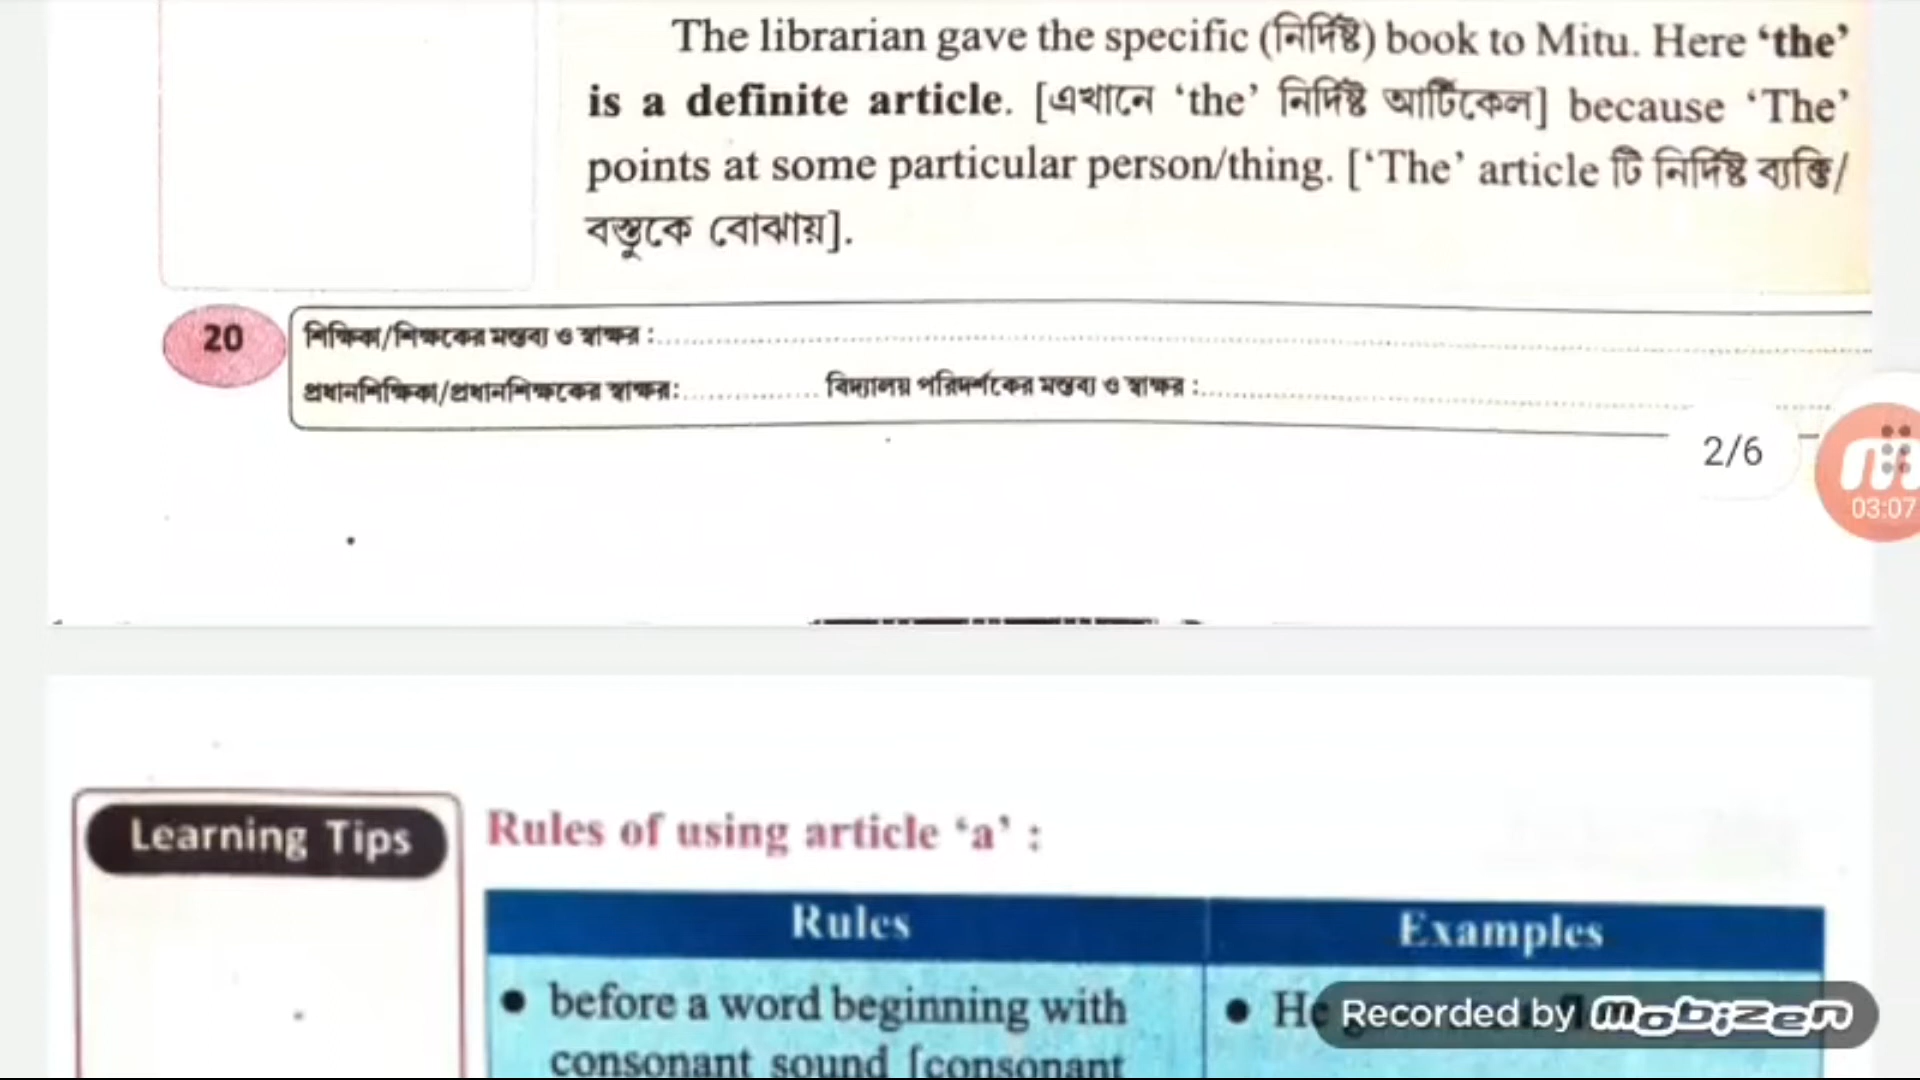 The librarian gave the specific (নির্দিষ্ট) book to Mitu. Here ‘the’
is a definite article. [এখানে ‘the’ নির্দিষ্ট আর্টিকেল] because ‘The’
points at some particular person/thing. [‘The’ article টি নির্দিষ্ট ব্যক্তি/
বস্তুকে বোঝায়].
20
শিক্ষিকা/শিক্ষকের মন্তব্য ও স্বাক্ষর :
প্রধানশিক্ষিকা/প্রধানশিক্ষকের স্বাক্ষর: বিদ্যালয় পরিদর্শকের মন্তব্য ও স্বাক্ষর :
2/6
03:07
Learning Tips
Rules of using article ‘a’ :
Rules
Examples
• before a word beginning with
• He
consonant sound [consonant
Recorded by mobizen